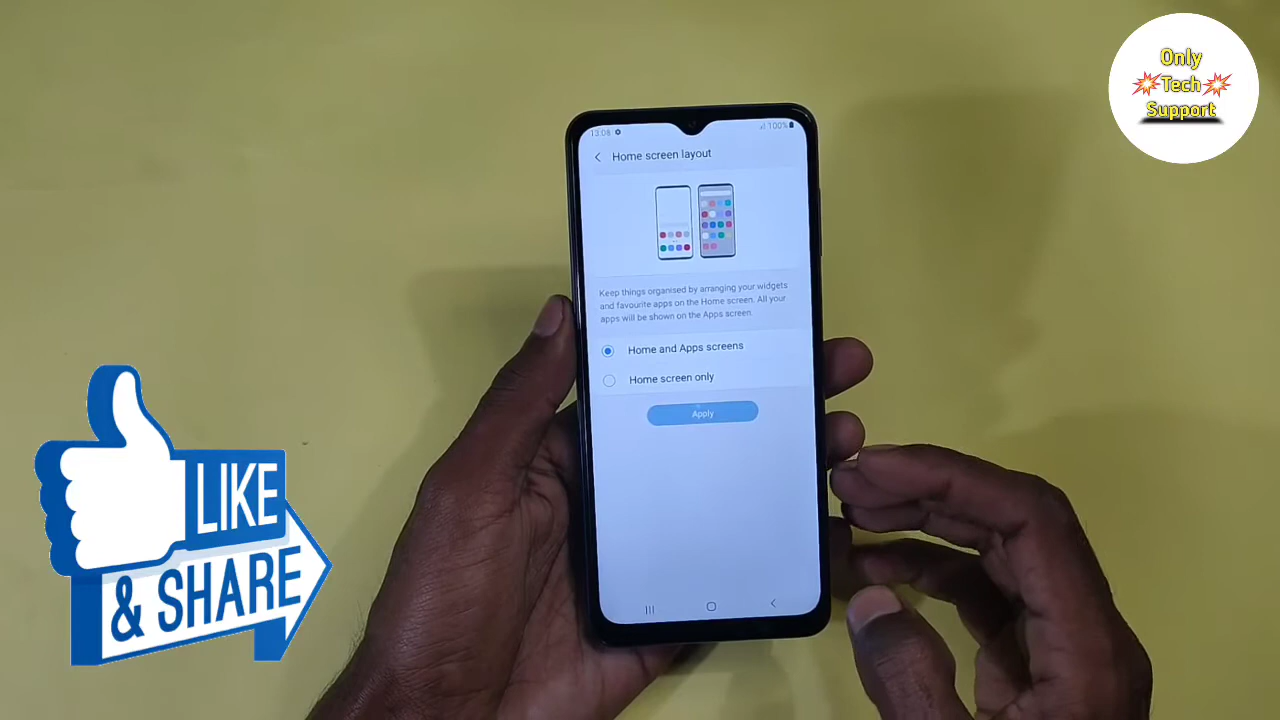 Only
Tech
Support
13:08
100%
Home screen layout
Keep things organised by arranging your widgets
and favourite apps on the Home screen. All your
apps will be shown on the Apps screen.
Home and Apps screens
Home screen only
Apply
LIKE
& SHARE